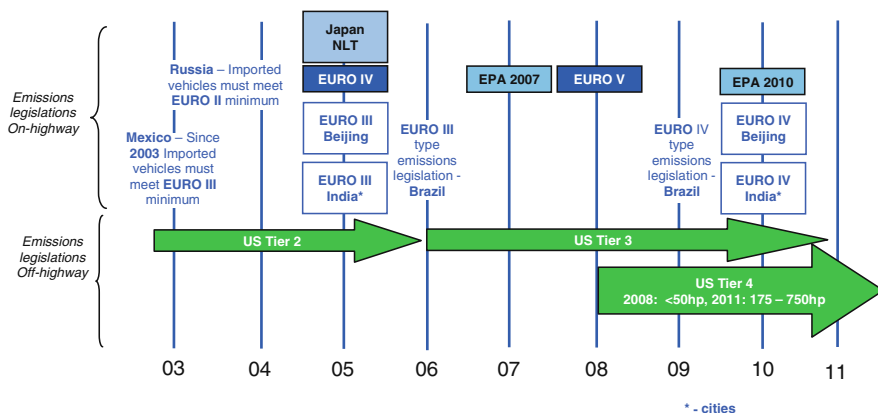 Emissions
legislations
On-highway
Russia – Imported
vehicles must meet
EURO II minimum
Mexico – Since
2003 Imported
vehicles must
meet EURO III
minimum
Japan
NLT
EURO IV
EURO III
Beijing
EURO III
India*
EURO III
type
emissions
legislation -
Brazil
EPA 2007
EURO V
EURO IV
type
emissions
legislation -
Brazil
EPA 2010
EURO IV
Beijing
EURO IV
India*
Emissions
legislations
Off-highway
US Tier 2
US Tier 3
US Tier 4
2008: <50hp, 2011: 175 – 750hp
03 04 05 06 07 08 09 10 11
* - cities